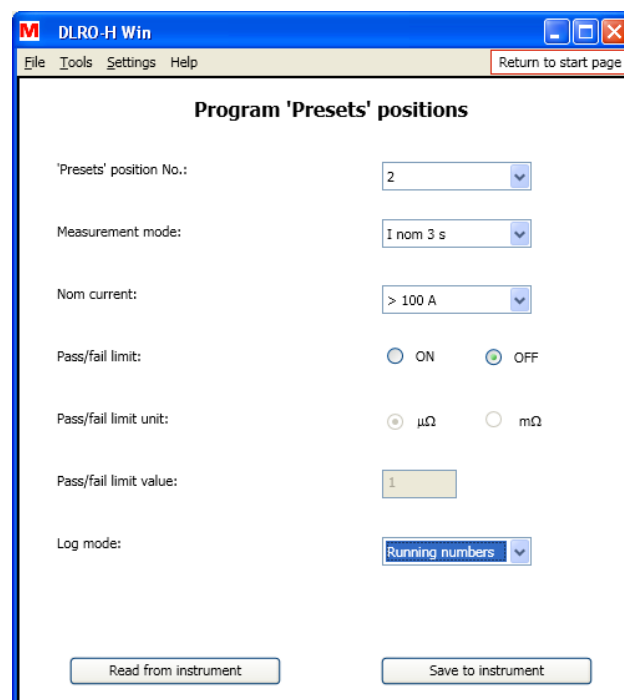 M DLRO-H Win
File Tools Settings Help Return to start page
Program 'Presets' positions
'Presets' position No.: 2
Measurement mode: I nom 3 s
Nom current: > 100 A
Pass/fail limit: ON OFF
Pass/fail limit unit: μΩ mΩ
Pass/fail limit value: 1
Log mode: Running numbers
Read from instrument Save to instrument